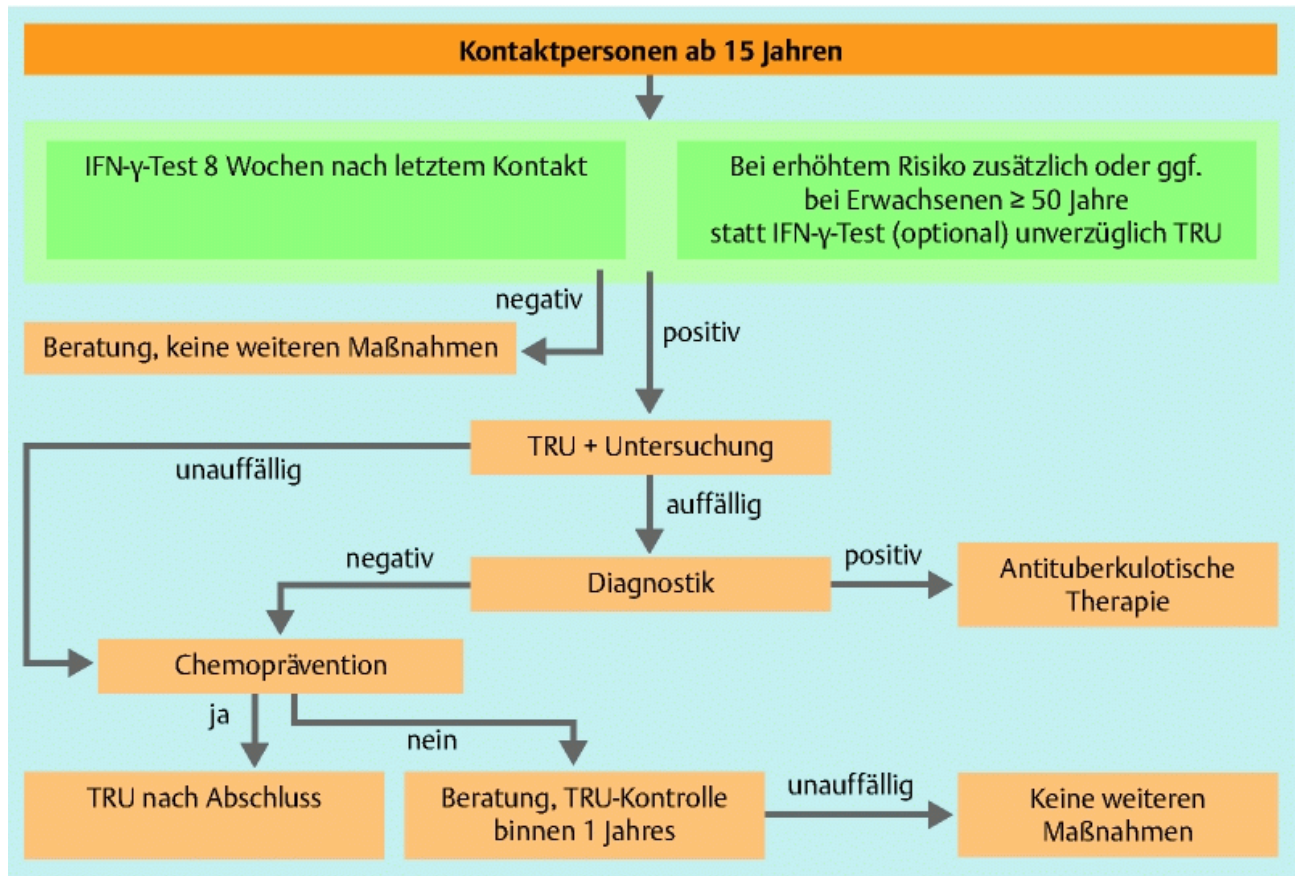 Kontaktpersonen ab 15 Jahren
IFN-γ-Test 8 Wochen nach letztem Kontakt
Bei erhöhtem Risiko zusätzlich oder ggf.
bei Erwachsenen ≥ 50 Jahre
statt IFN-γ-Test (optional) unverzüglich TRU
negativ
positiv
Beratung, keine weiteren Maßnahmen
TRU + Untersuchung
unauffällig
auffällig
negativ
Diagnostik
positiv
Antituberkulotische
Therapie
Chemoprävention
ja
nein
TRU nach Abschluss
Beratung, TRU-Kontrolle
binnen 1 Jahres
unauffällig
Keine weiteren
Maßnahmen